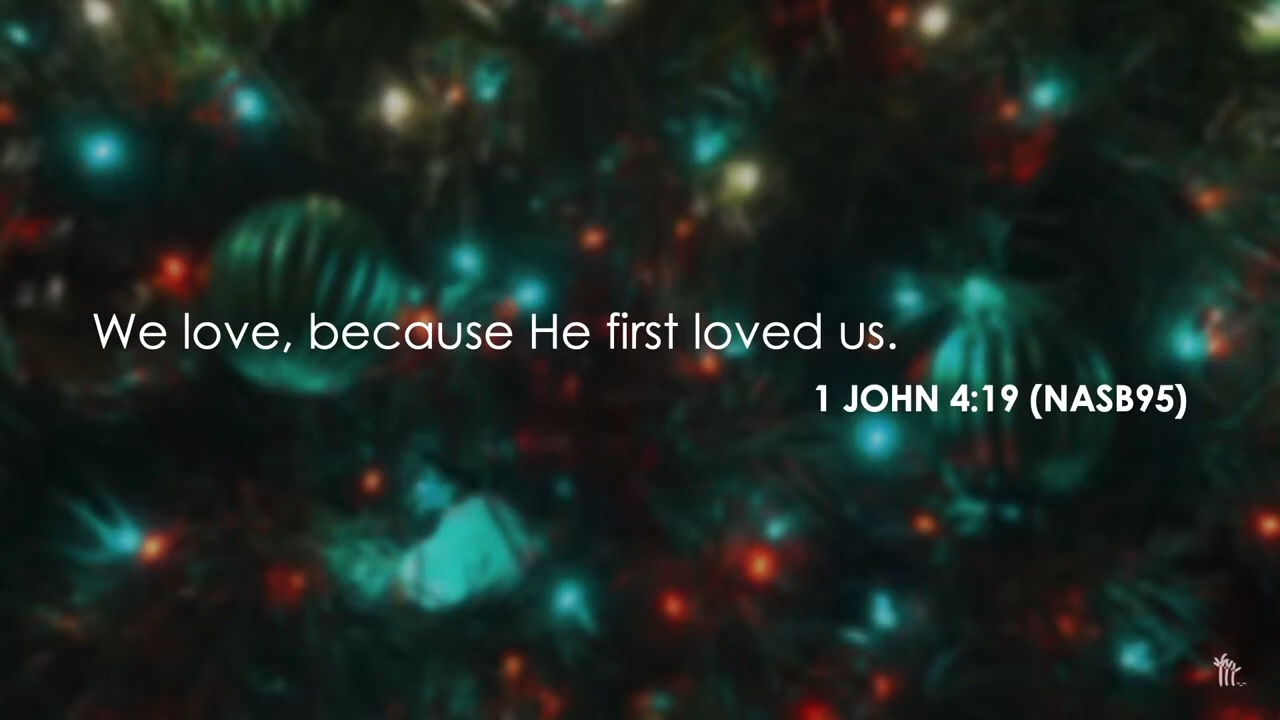 We love, because He first loved us.
1 JOHN 4:19 (NASB95)